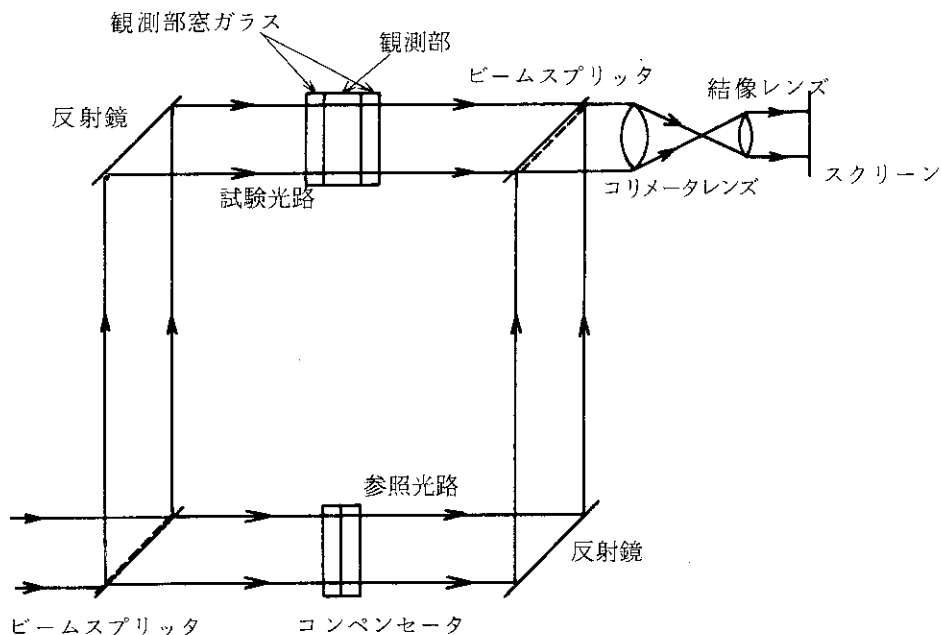 観測部窓ガラス
観測部
ビームスプリッタ
結像レンズ
反射鏡
試験光路
コリメータレンズ
スクリーン
参照光路
反射鏡
ビームスプリッタ
コンペンセータ